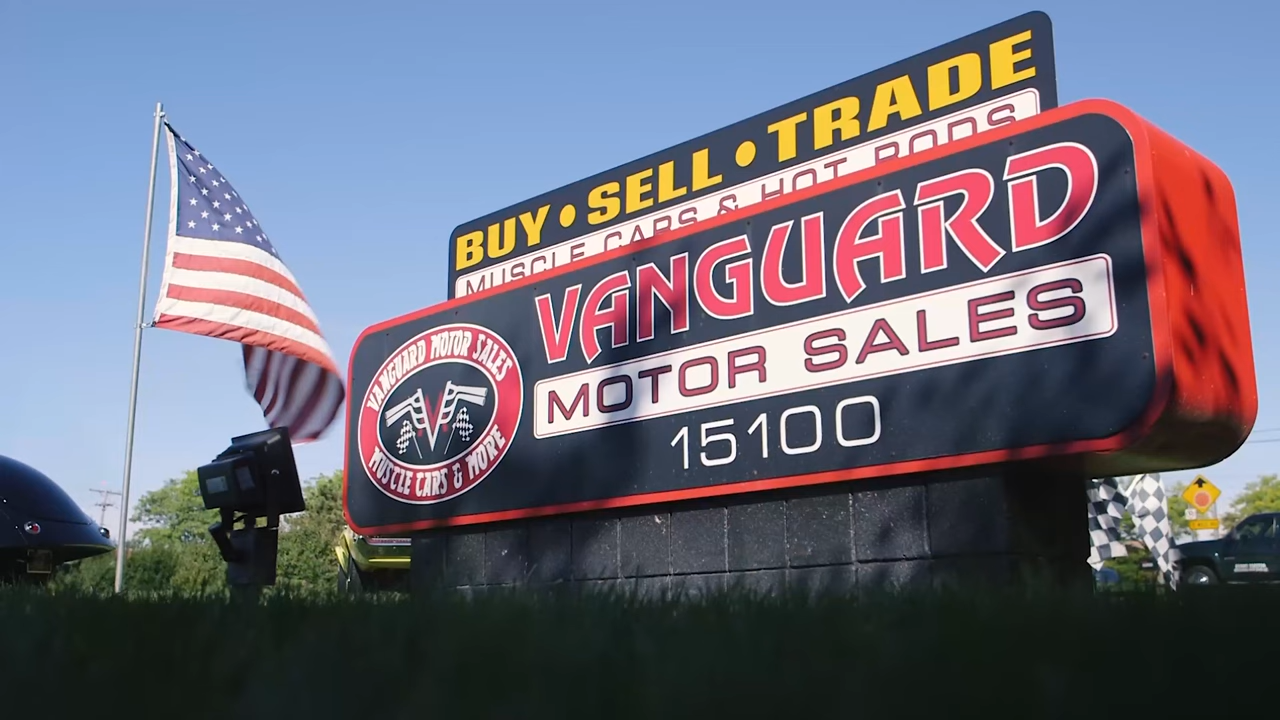 BUY • SELL • TRADE
MUSCLE CARS & HOT RODS
VANGUARD
MOTOR SALES
15100
VANGUARD MOTOR SALES
V
MUSCLE CARS & MORE